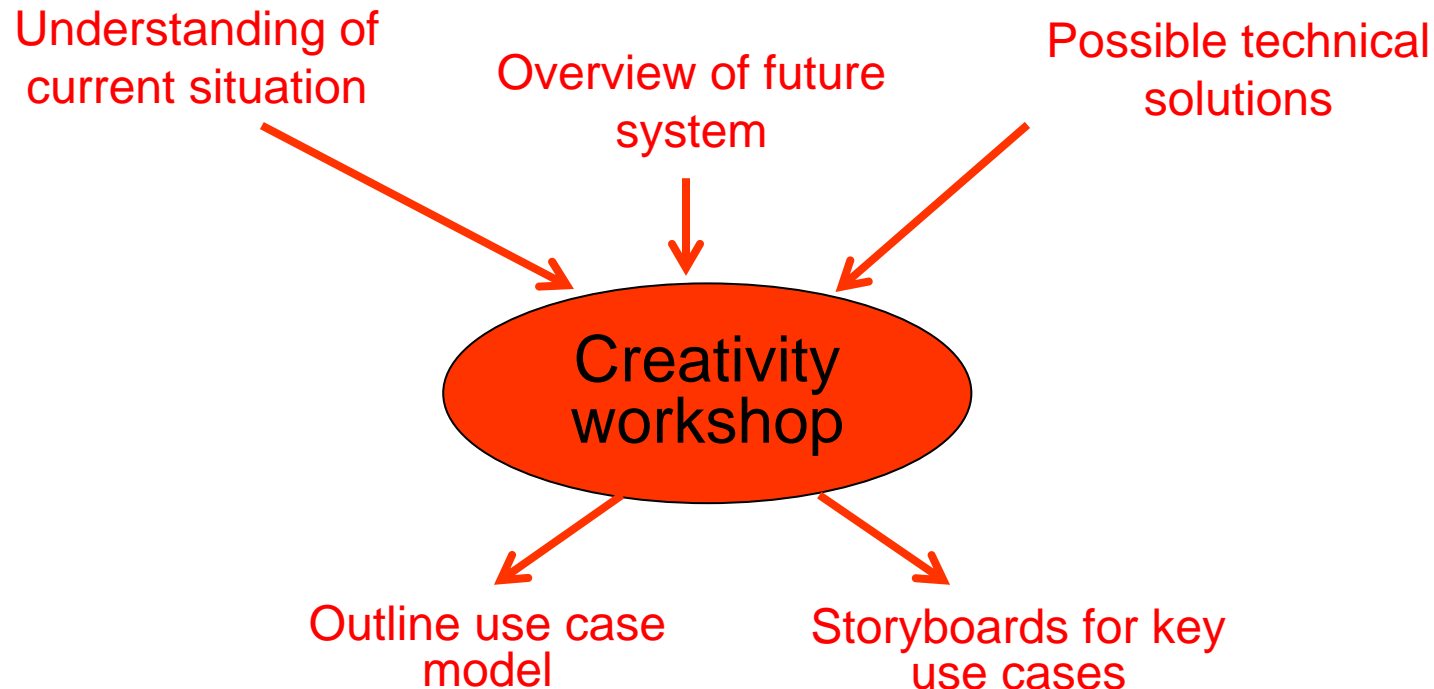 Understanding of
current situation
Overview of future
system
Possible technical
solutions
Creativity
workshop
Outline use case
model
Storyboards for key
use cases